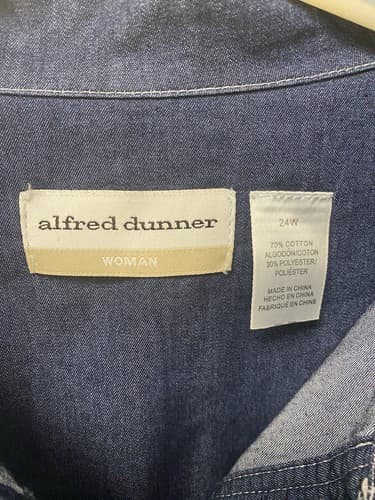 alfred dunner
WOMAN
24W
70% COTTON
ALGODÓN/COTON
30% POLYESTER/
POLIÉSTER
MADE IN CHINA
HECHO EN CHINA
FABRIQUÉ EN CHINA